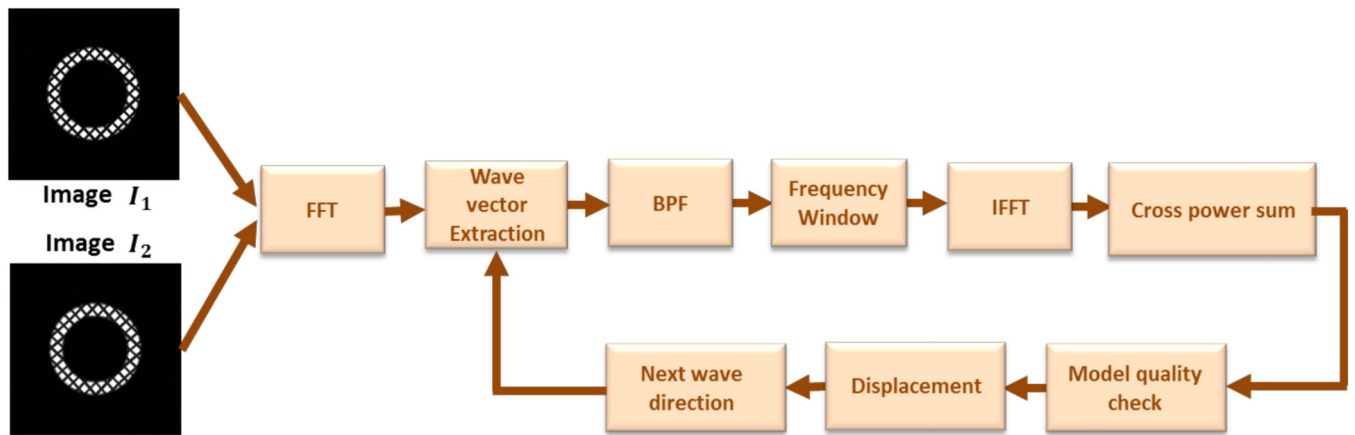 Image I₁
Image I₂
FFT
Wave
vector
Extraction
BPF
Frequency
Window
IFFT
Cross power sum
Next wave
direction
Displacement
Model quality
check